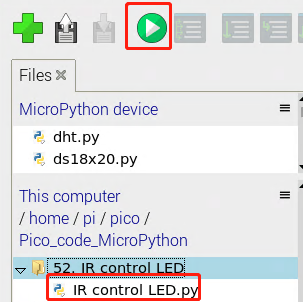 Files
MicroPython device
dht.py
ds18x20.py
This computer
/ home / pi / pico /
Pico_code_MicroPython
52. IR control LED
IR control LED.py